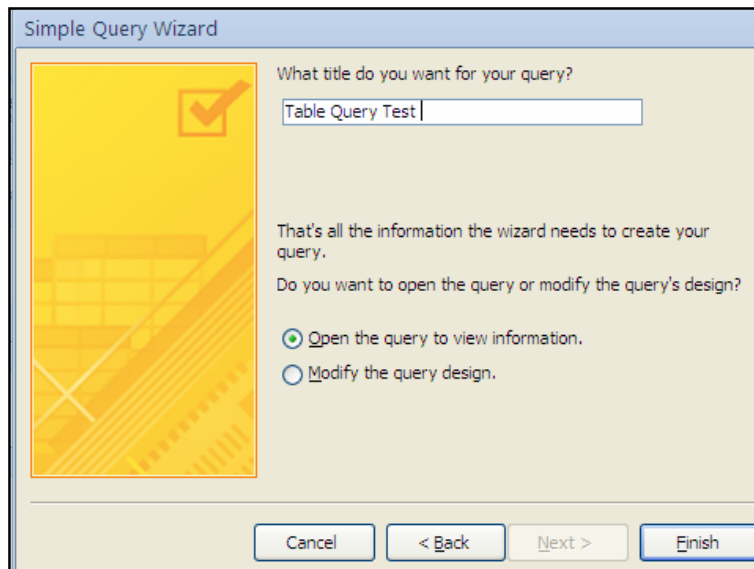 Simple Query Wizard
What title do you want for your query?
Table Query Test
That's all the information the wizard needs to create your
query.
Do you want to open the query or modify the query's design?
Open the query to view information.
Modify the query design.
Cancel
< Back
Next >
Finish